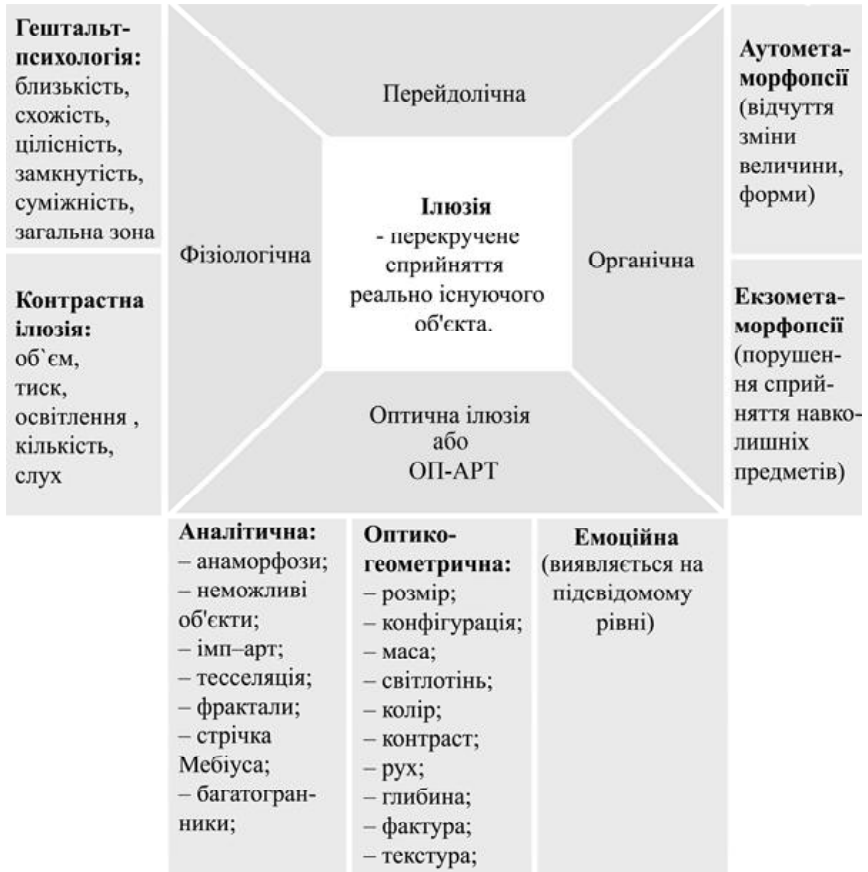 Гештальт-
психологія:
близькість,
схожість,
цілісність,
замкнутість,
суміжність,
загальна зона
Контрастна
ілюзія:
об`єм,
тиск,
освітлення ,
кількість,
слух
Перейдолічна
Фізіологічна
Ілюзія
- перекручене
сприйняття
реально існуючого
об'єкта.
Органічна
Оптична ілюзія
або
ОП-АРТ
Аутомета-
морфопсії
(відчуття
зміни
величини,
форми)
Екзомета-
морфопсії
(порушен-
ня сприй-
няття навко-
лишніх
предметів)
Аналітична:
– анаморфози;
– неможливі
об'єкти;
– імп–арт;
– тесселяція;
– фрактали;
– стрічка
Мебіуса;
– багатогран-
ники;
Оптико-
геометрична:
– розмір;
– конфігурація;
– маса;
– світлотінь;
– колір;
– контраст;
– рух;
– глибина;
– фактура;
– текстура;
Емоційна
(виявляється на
підсвідомому
рівні)